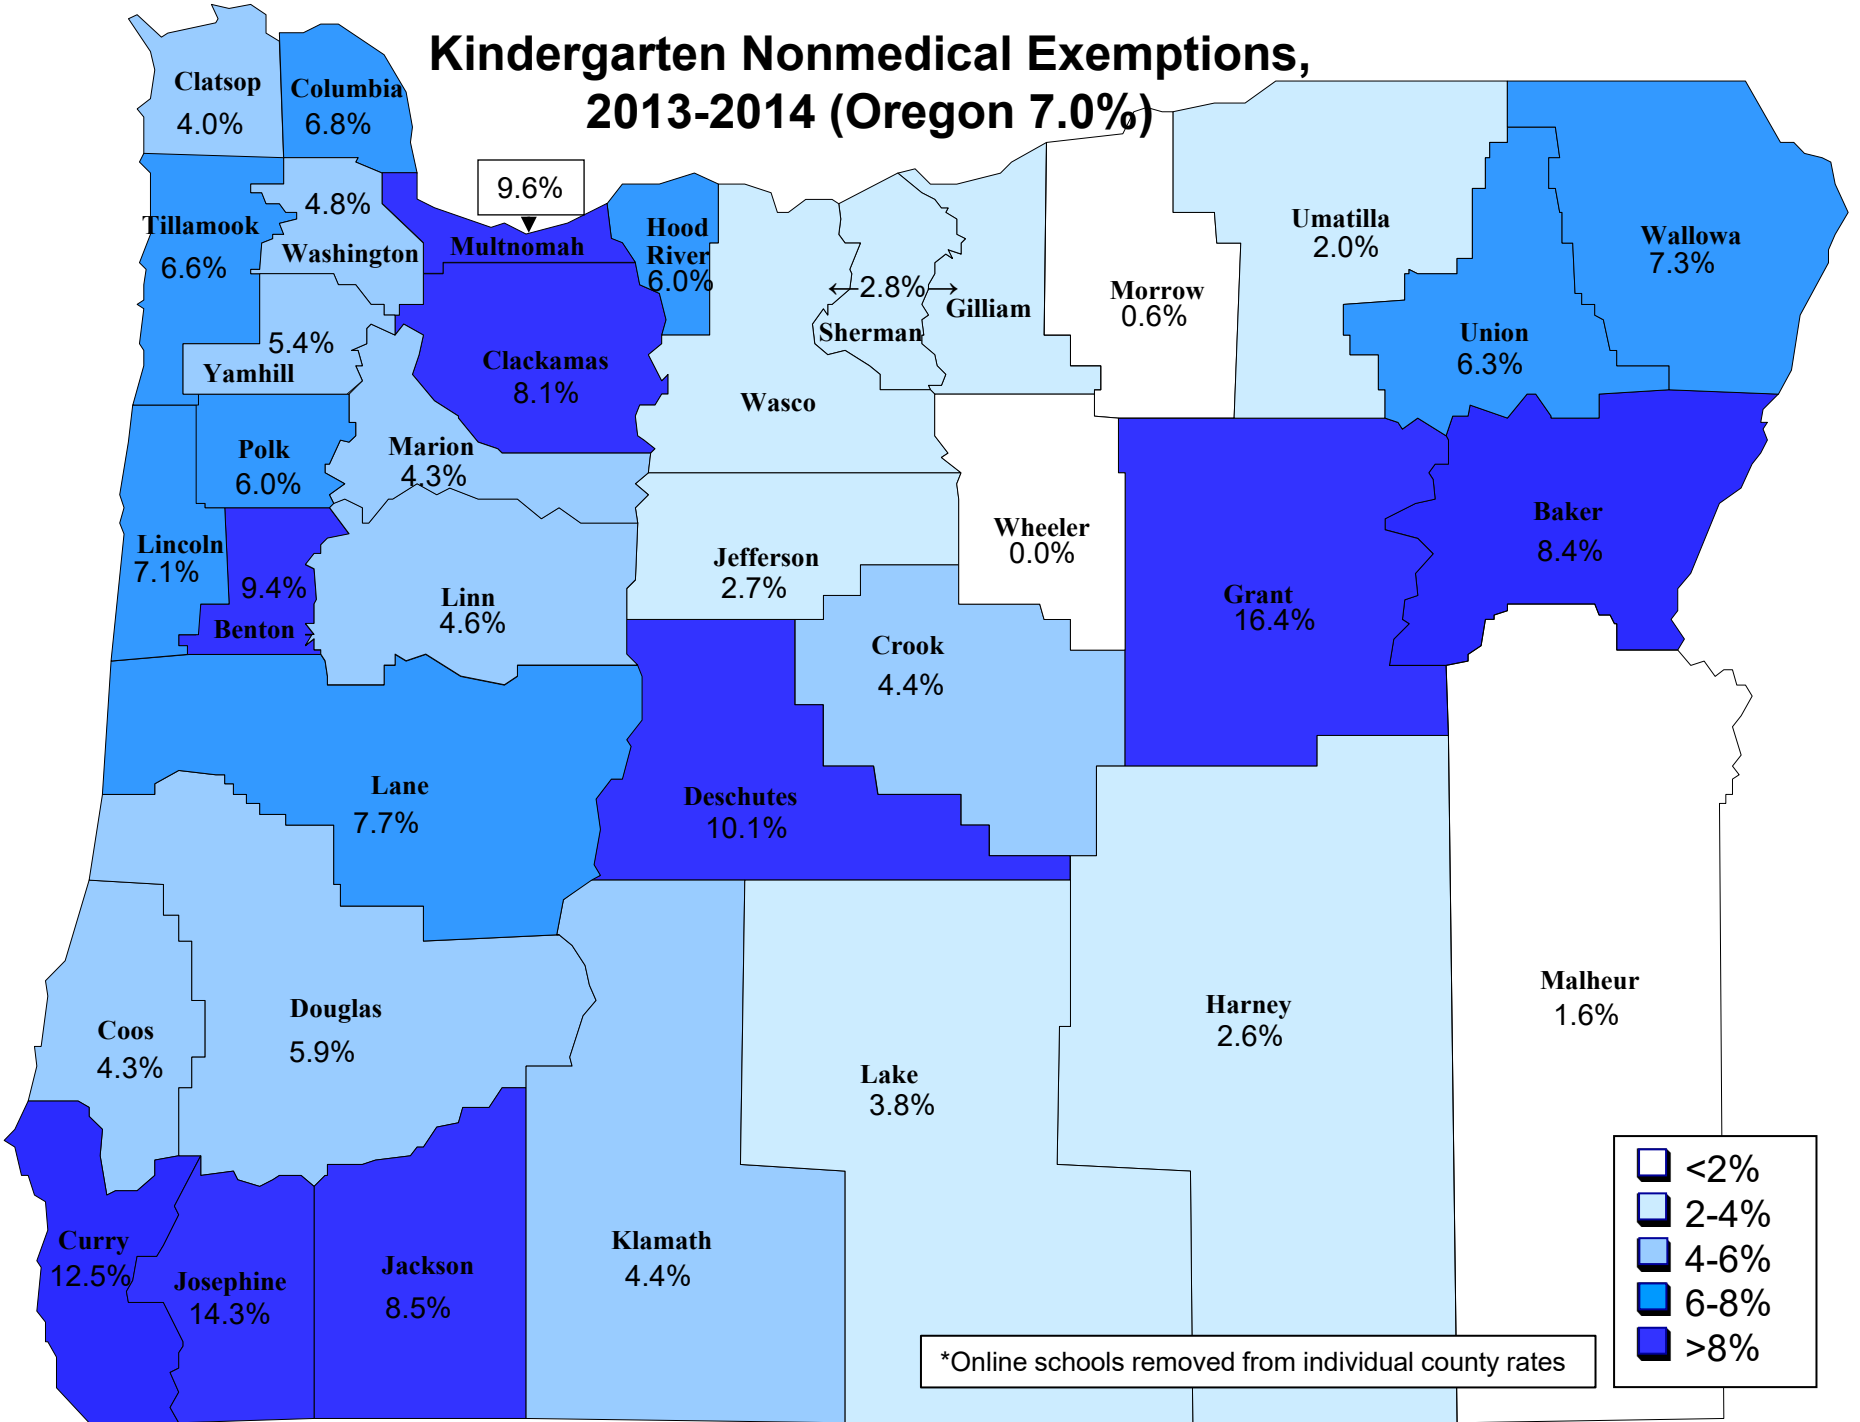 Kindergarten Nonmedical Exemptions,
2013-2014 (Oregon 7.0%)
Clatsop
4.0%
Columbia
6.8%
Tillamook
6.6%
4.8%
Washington
9.6%
Multnomah
Hood
River
6.0%
5.4%
Yamhill
Clackamas
8.1%
Wasco
←2.8%→
Sherman
Gilliam
Morrow
0.6%
Umatilla
2.0%
Union
6.3%
Wallowa
7.3%
Polk
6.0%
Marion
4.3%
Lincoln
7.1%
9.4%
Benton
Linn
4.6%
Jefferson
2.7%
Wheeler
0.0%
Crook
4.4%
Grant
16.4%
Baker
8.4%
Lane
7.7%
Deschutes
10.1%
Coos
4.3%
Douglas
5.9%
Lake
3.8%
Harney
2.6%
Malheur
1.6%
Curry
12.5%
Josephine
14.3%
Jackson
8.5%
Klamath
4.4%
<2%
2-4%
4-6%
6-8%
>8%
*Online schools removed from individual county rates